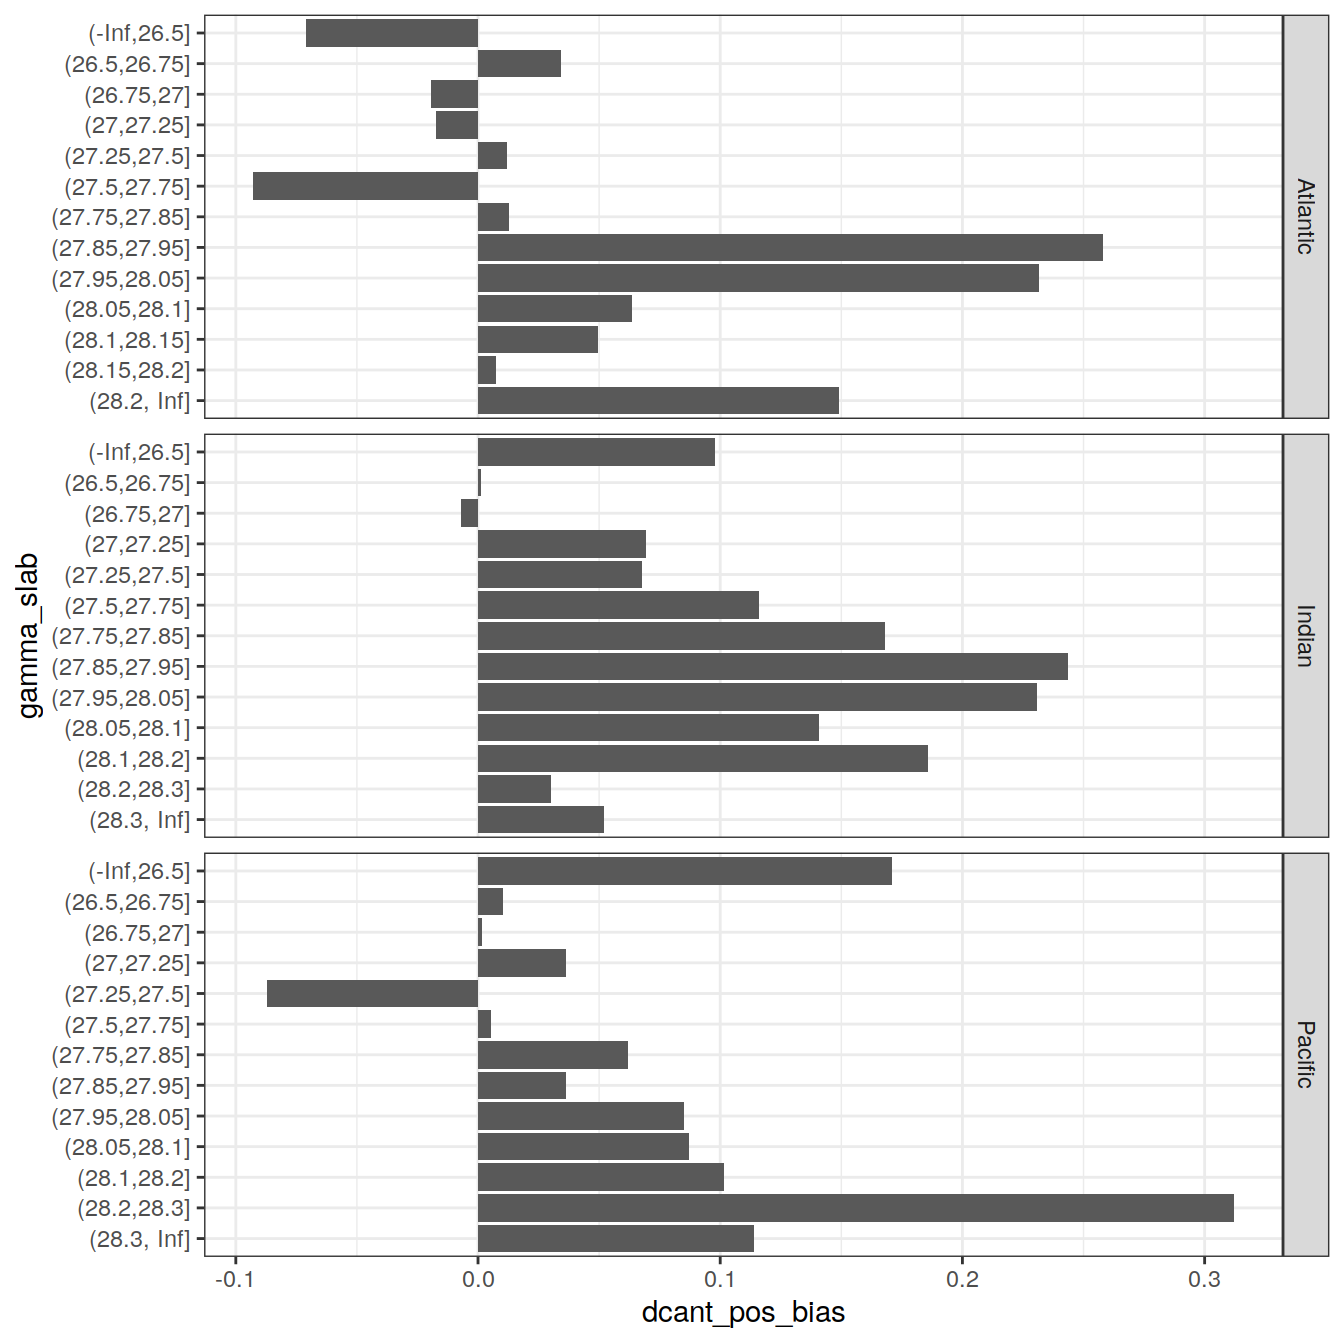 (-Inf,26.5]
(26.5,26.75]
(26.75,27]
(27,27.25]
(27.25,27.5]
(27.5,27.75]
(27.75,27.85]
(27.85,27.95]
(27.95,28.05]
(28.05,28.1]
(28.1,28.15]
(28.15,28.2]
(28.2, Inf]
Atlantic
(-Inf,26.5]
(26.5,26.75]
(26.75,27]
(27,27.25]
(27.25,27.5]
(27.5,27.75]
(27.75,27.85]
(27.85,27.95]
(27.95,28.05]
(28.05,28.1]
(28.1,28.2]
(28.2,28.3]
(28.3, Inf]
Indian
gamma_slab
(-Inf,26.5]
(26.5,26.75]
(26.75,27]
(27,27.25]
(27.25,27.5]
(27.5,27.75]
(27.75,27.85]
(27.85,27.95]
(27.95,28.05]
(28.05,28.1]
(28.1,28.2]
(28.2,28.3]
(28.3, Inf]
Pacific
-0.1 0.0 0.1 0.2 0.3
dcant_pos_bias